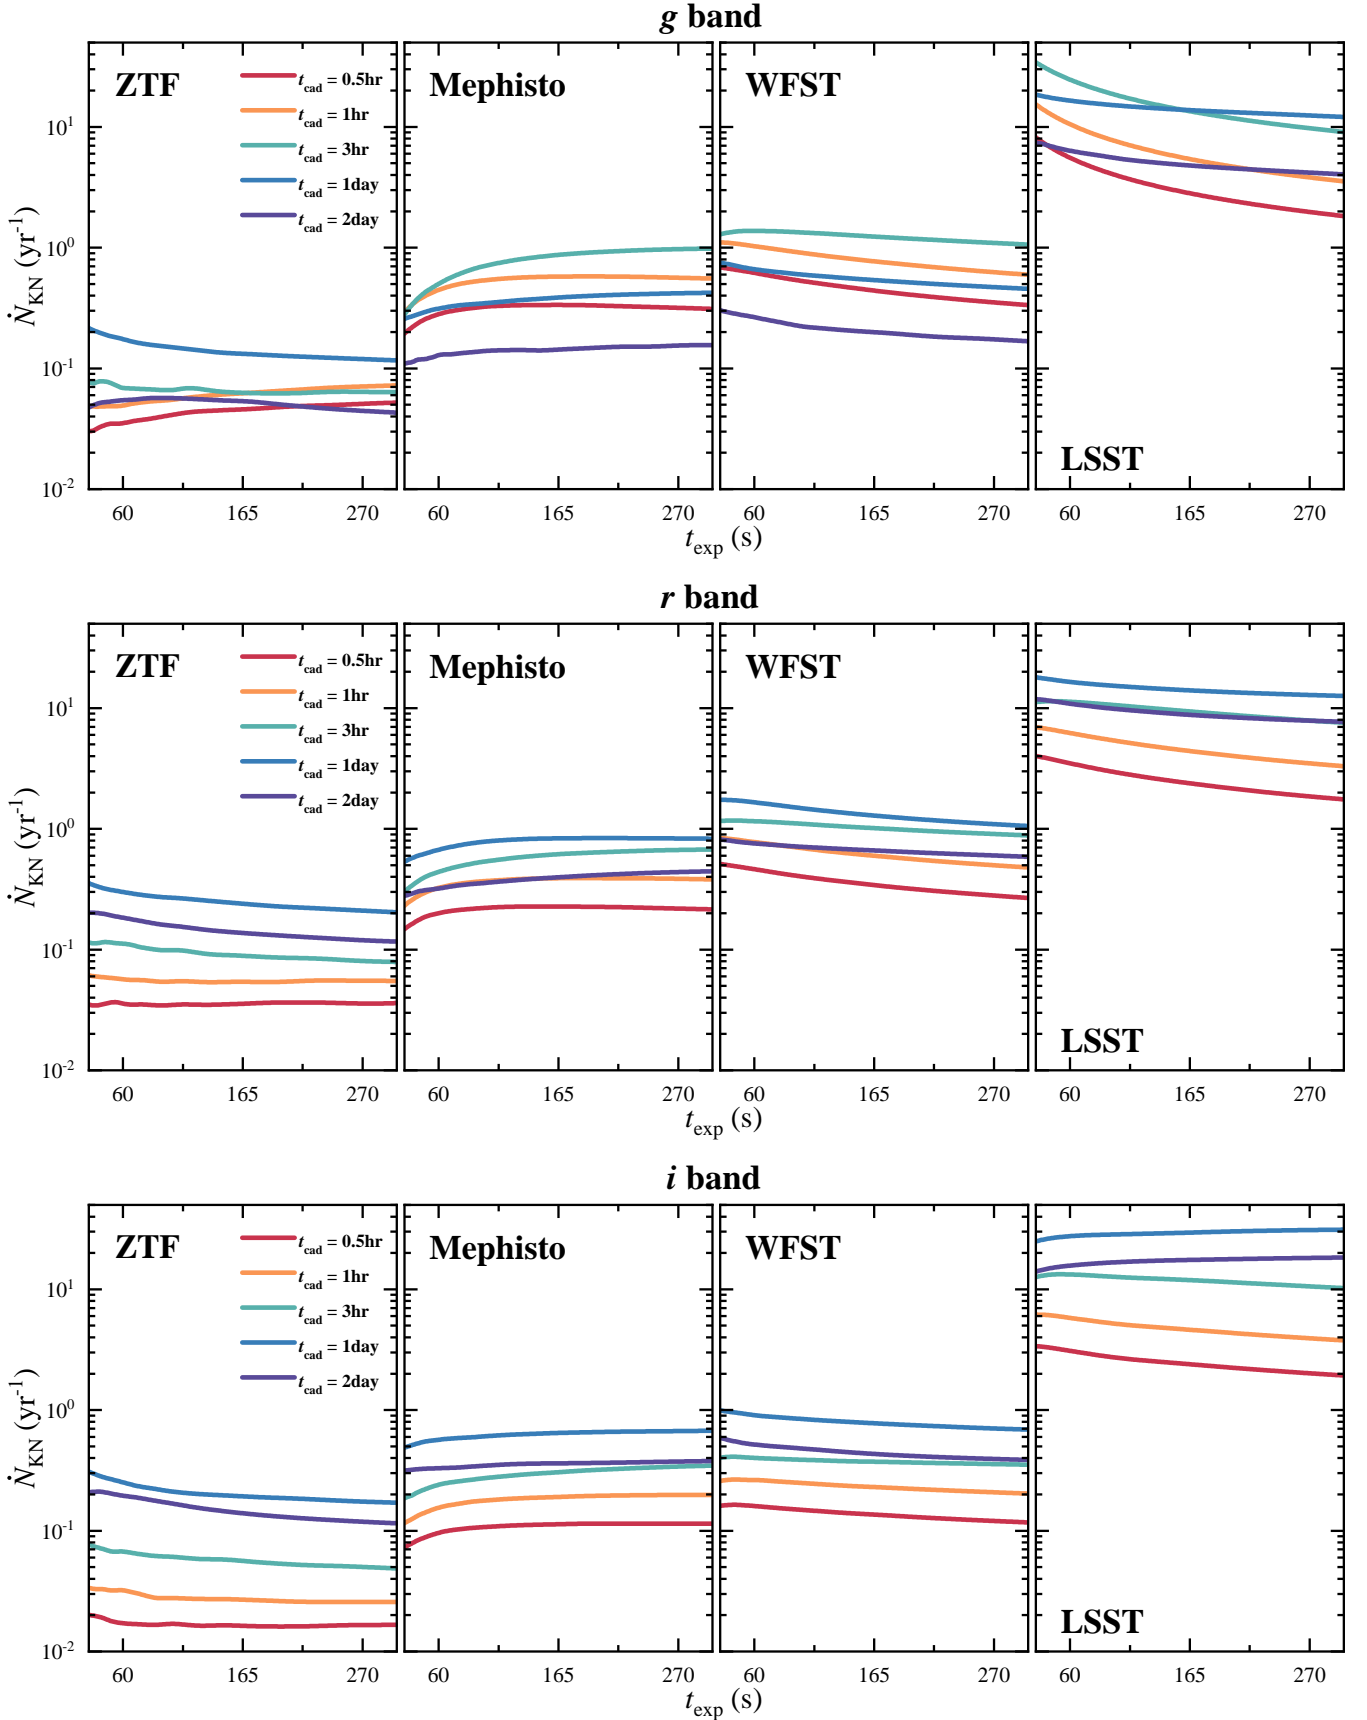 g band
ZTF
t_cad = 0.5hr
t_cad = 1hr
t_cad = 3hr
t_cad = 1day
t_cad = 2day
Mephisto
WFST
LSST
10^1
10^0
10^-1
10^-2
Ṅ_KN (yr^-1)
60 165 270 60 165 270 60 165 270 60 165 270
t_exp (s)
r band
ZTF
t_cad = 0.5hr
t_cad = 1hr
t_cad = 3hr
t_cad = 1day
t_cad = 2day
Mephisto
WFST
LSST
10^1
10^0
10^-1
10^-2
Ṅ_KN (yr^-1)
60 165 270 60 165 270 60 165 270 60 165 270
t_exp (s)
i band
ZTF
t_cad = 0.5hr
t_cad = 1hr
t_cad = 3hr
t_cad = 1day
t_cad = 2day
Mephisto
WFST
LSST
10^1
10^0
10^-1
10^-2
Ṅ_KN (yr^-1)
60 165 270 60 165 270 60 165 270 60 165 270
t_exp (s)